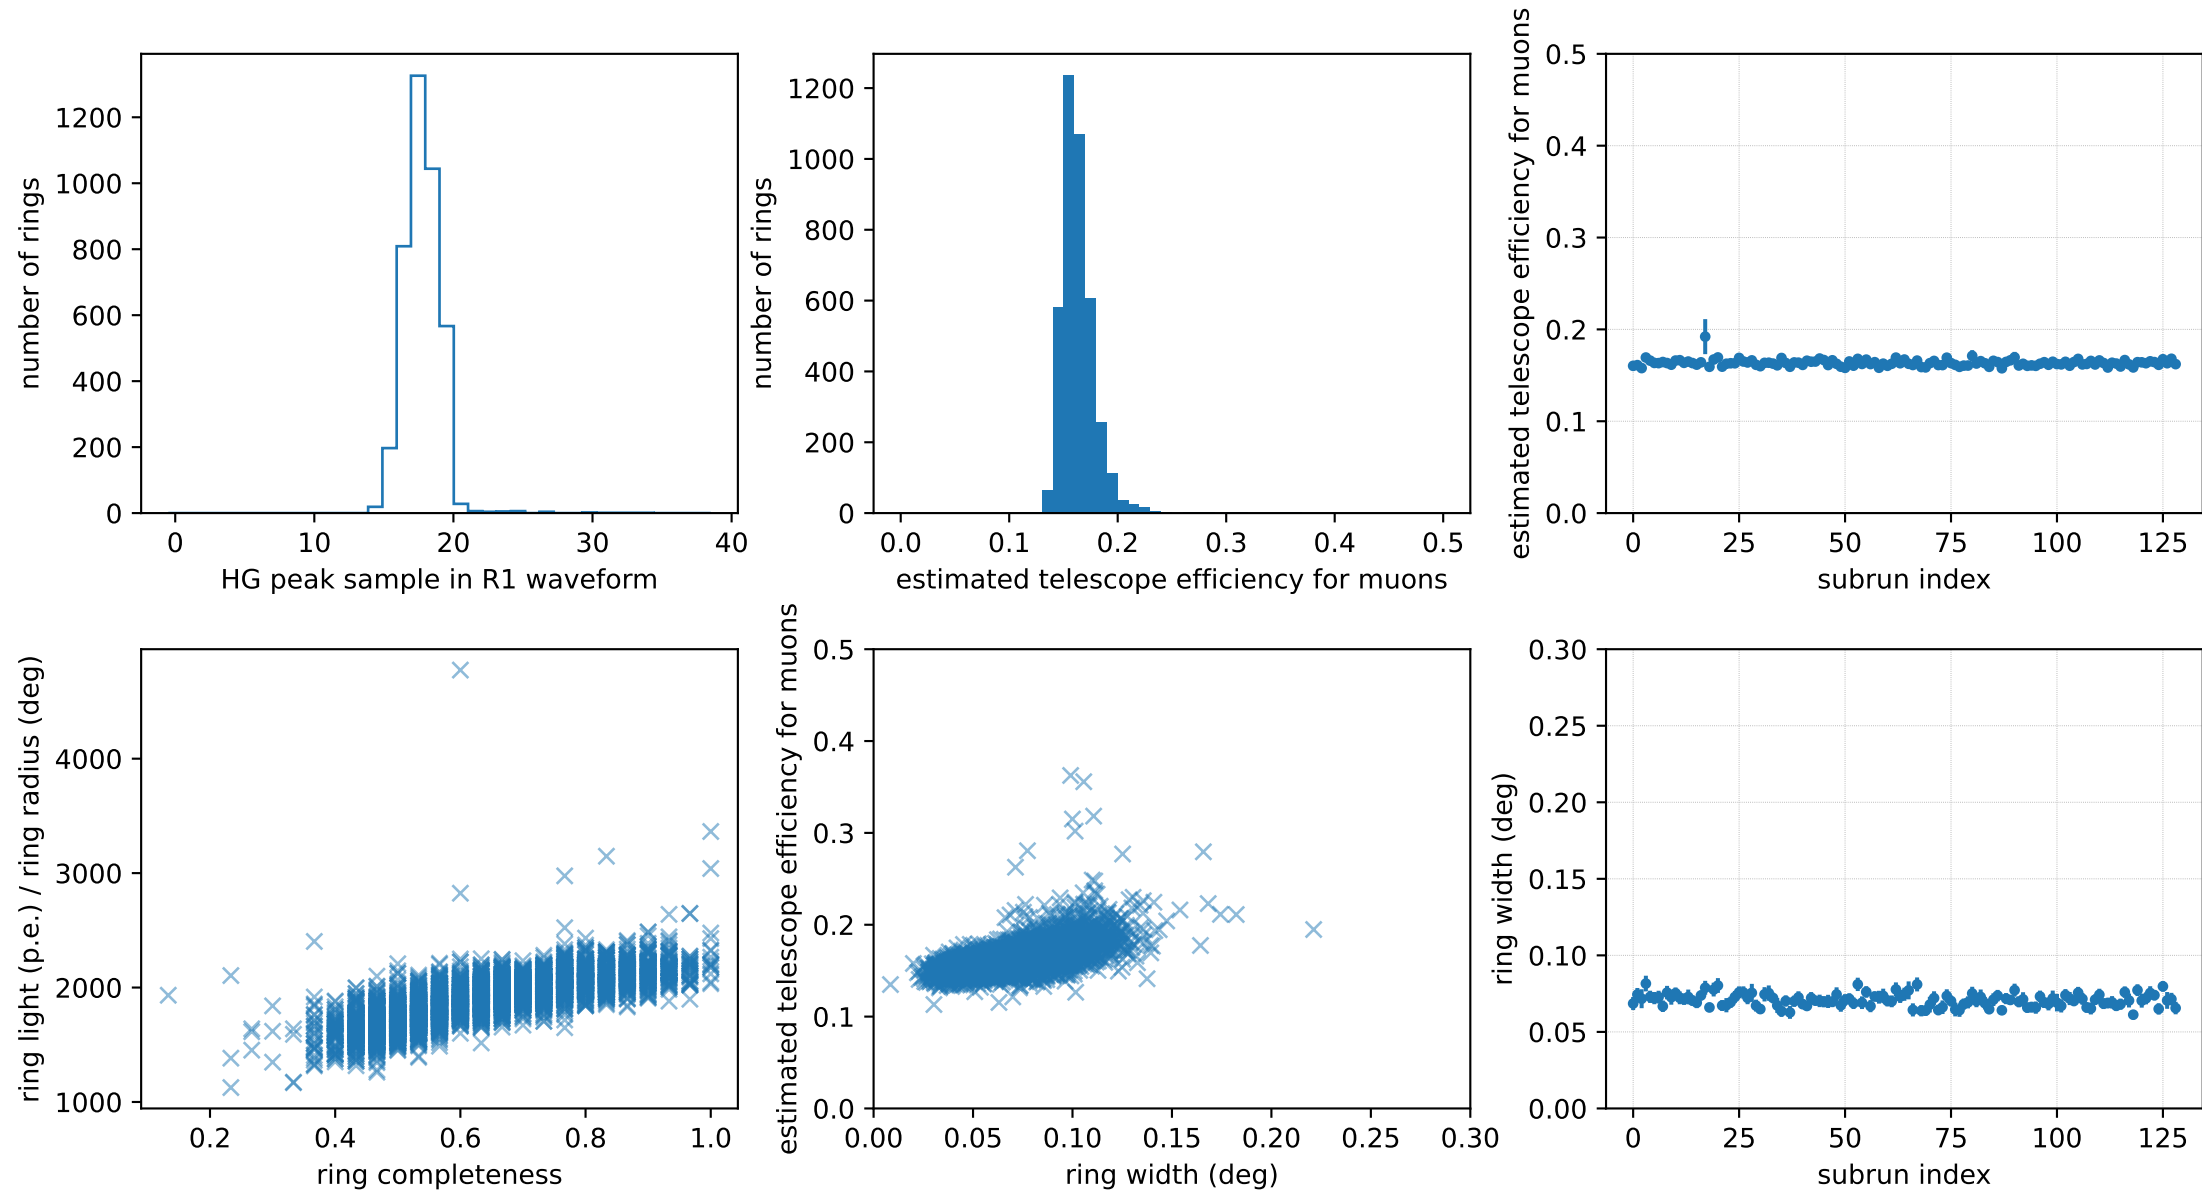 number of rings
1200
1000
800
600
400
200
0
0 10 20 30 40
HG peak sample in R1 waveform
number of rings
1200
1000
800
600
400
200
0
0.0 0.1 0.2 0.3 0.4 0.5
estimated telescope efficiency for muons
estimated telescope efficiency for muons
0.5
0.4
0.3
0.2
0.1
0.0
0 25 50 75 100 125
subrun index
ring light (p.e.) / ring radius (deg)
4000
3000
2000
1000
0.2 0.4 0.6 0.8 1.0
ring completeness
estimated telescope efficiency for muons
0.5
0.4
0.3
0.2
0.1
0.0
0.00 0.05 0.10 0.15 0.20 0.25 0.30
ring width (deg)
ring width (deg)
0.30
0.25
0.20
0.15
0.10
0.05
0.00
0 25 50 75 100 125
subrun index